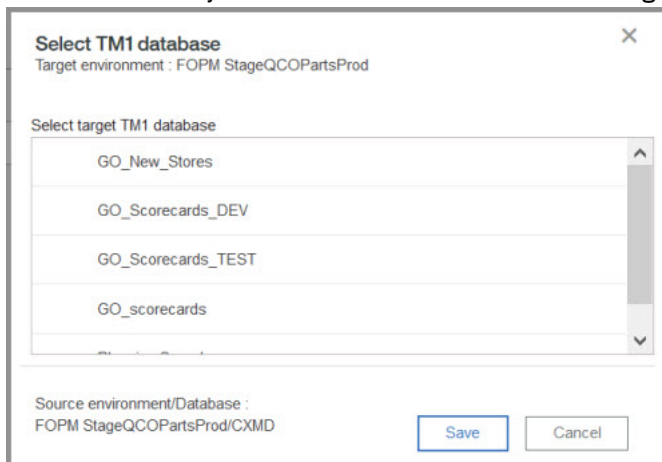 Select TM1 database
Target environment : FOPM StageQCOPartsProd
Select target TM1 database
GO_New_Stores
GO_Scorecards_DEV
GO_Scorecards_TEST
GO_scorecards
Source environment/Database :
FOPM StageQCOPartsProd/CXMD
Save
Cancel